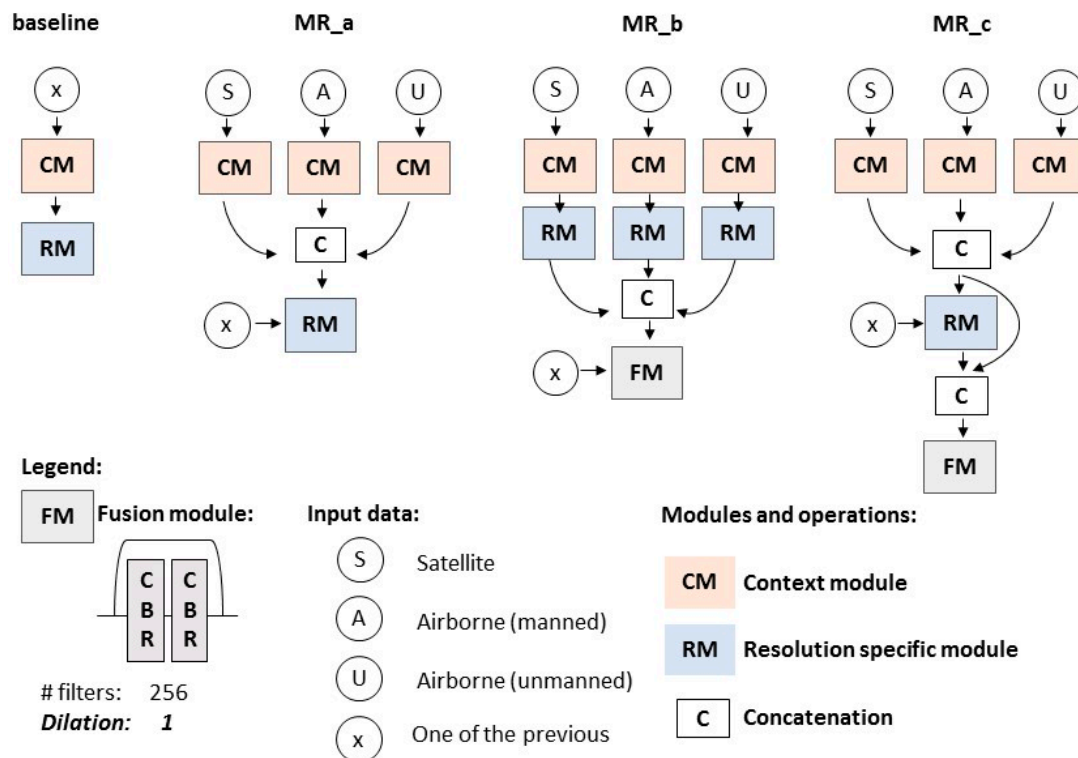 baseline MR_a MR_b MR_c
x S A U S A U S A U
CM CM CM CM CM CM CM CM CM CM
RM C RM RM RM C
x RM C x RM
x FM C
FM
Legend:
FM Fusion module:
C C
B B
R R
# filters: 256
Dilation: 1
Input data:
S Satellite
A Airborne (manned)
U Airborne (unmanned)
x One of the previous
Modules and operations:
CM Context module
RM Resolution specific module
C Concatenation